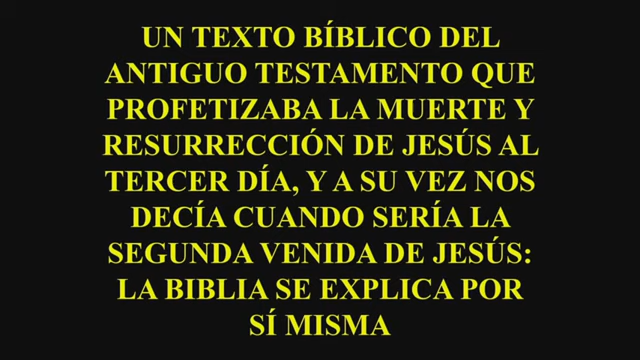 UN TEXTO BÍBLICO DEL
ANTIGUO TESTAMENTO QUE
PROFETIZABA LA MUERTE Y
RESURRECCIÓN DE JESÚS AL
TERCER DÍA, Y A SU VEZ NOS
DECÍA CUANDO SERÍA LA
SEGUNDA VENIDA DE JESÚS:
LA BIBLIA SE EXPLICA POR
SÍ MISMA